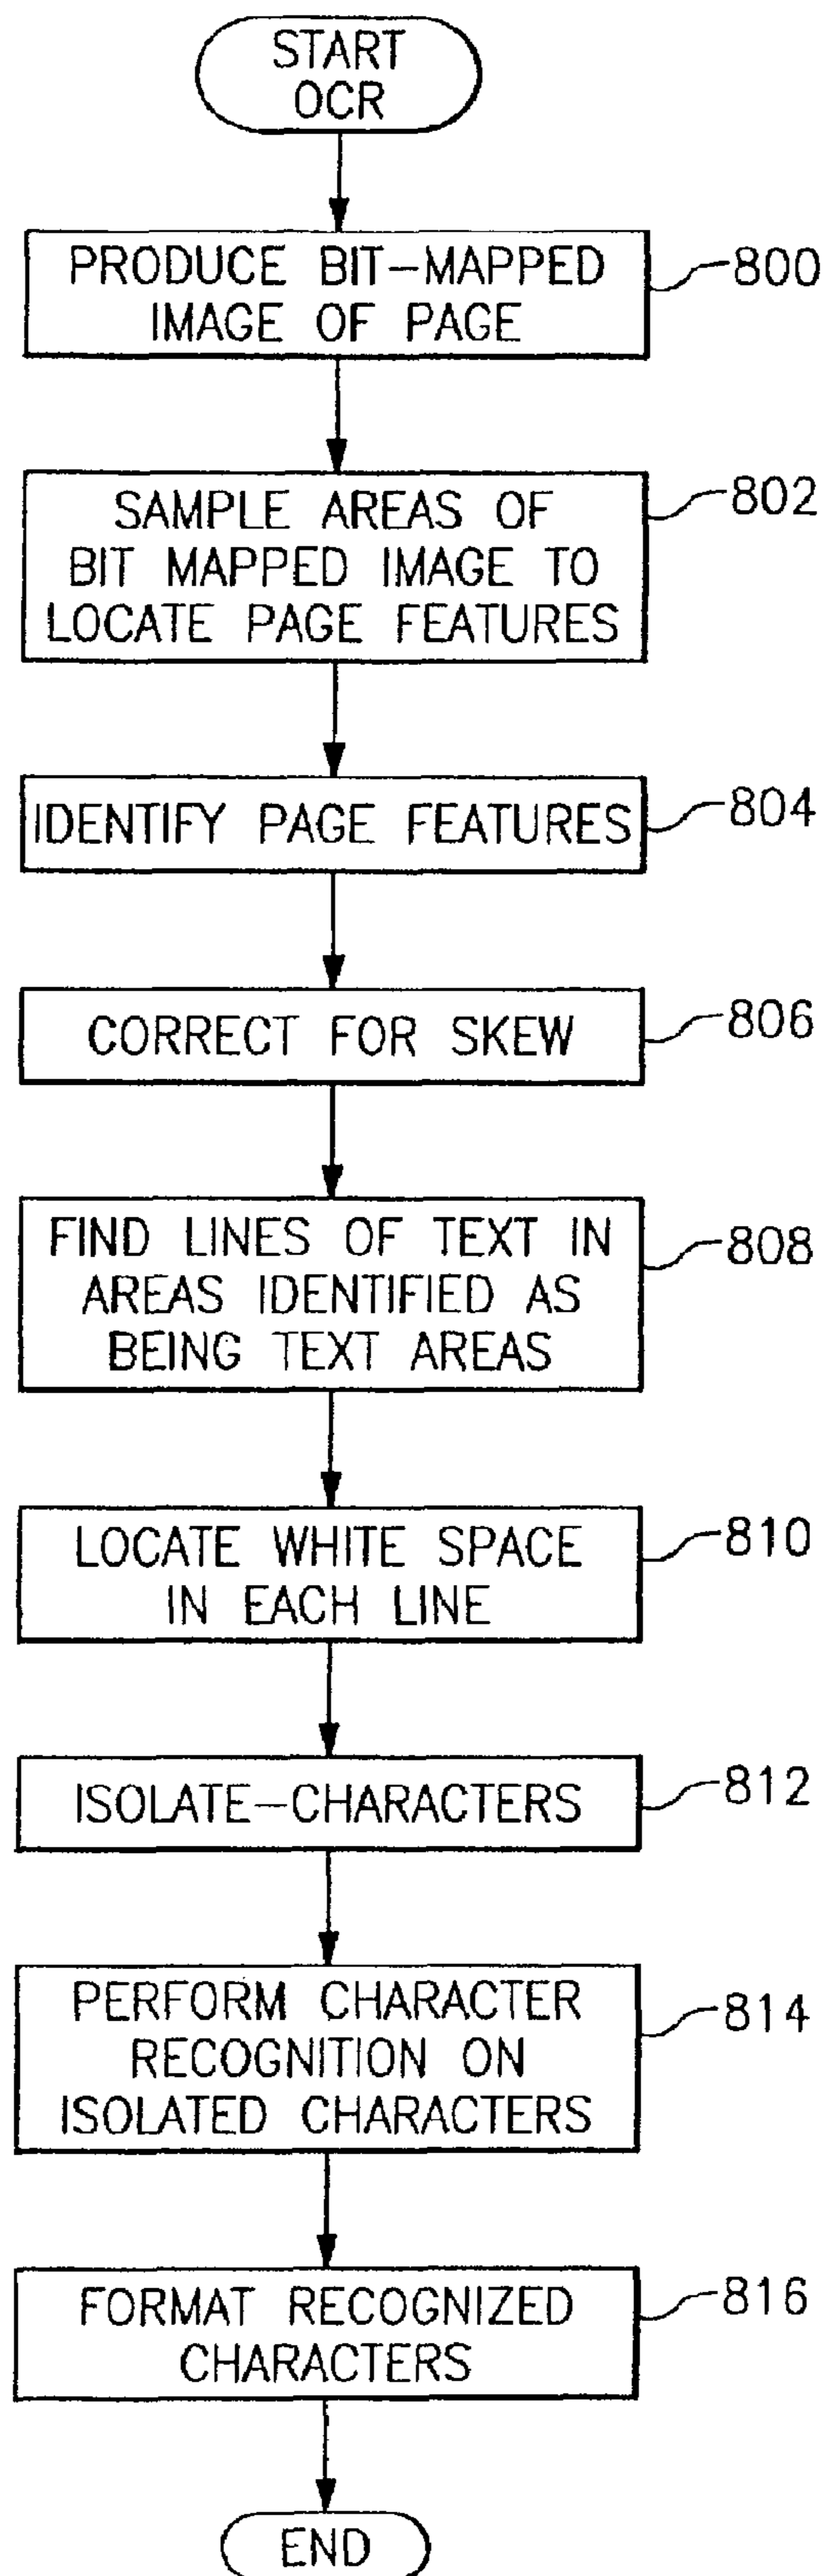 START
OCR
PRODUCE BIT-MAPPED
IMAGE OF PAGE
800
SAMPLE AREAS OF
BIT MAPPED IMAGE TO
LOCATE PAGE FEATURES
802
IDENTIFY PAGE FEATURES
804
CORRECT FOR SKEW
806
FIND LINES OF TEXT IN
AREAS IDENTIFIED AS
BEING TEXT AREAS
808
LOCATE WHITE SPACE
IN EACH LINE
810
ISOLATE-CHARACTERS
812
PERFORM CHARACTER
RECOGNITION ON
ISOLATED CHARACTERS
814
FORMAT RECOGNIZED
CHARACTERS
816
END